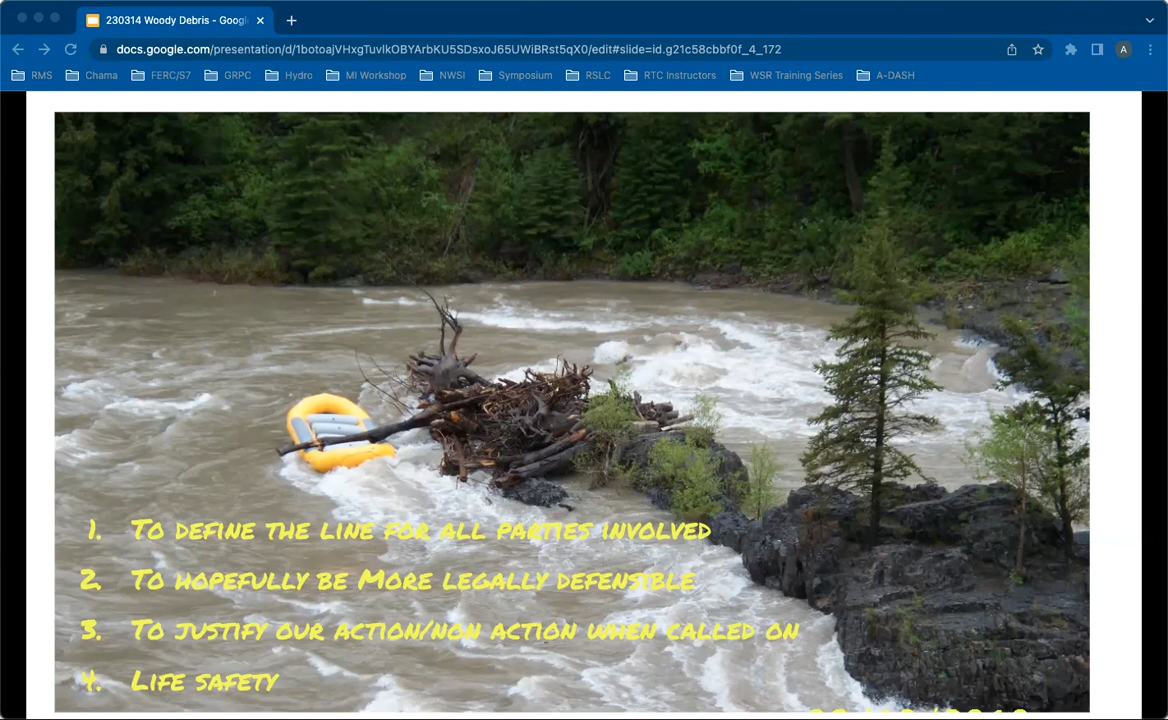 230314 Woody Debris - Googl
docs.google.com/presentation/d/1botoajVHxgTuvlkOBYArbKU5SDsxoJ65UWiBRst5qX0/edit#slide=id.g21c58cbbf0f_4_172
A
RMS Chama FERC/S7 GRPC Hydro MI Workshop NWSI Symposium RSLC RTC Instructors WSR Training Series A-DASH
1. To define the line for all parties involved
2. To hopefully be More legally defensible
3. To justify our action/non action when called on
4. Life safety